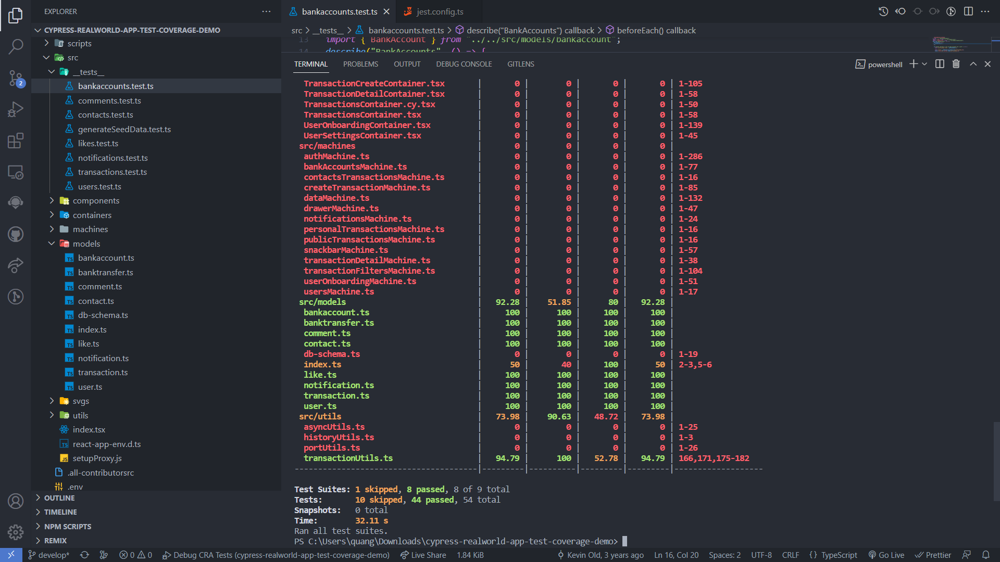 EXPLORER
···
CYPRESS-REALWORLD-APP-TEST-COVERAGE-DEMO
scripts
src
__tests__
bankaccounts.test.ts
comments.test.ts
contacts.test.ts
generateSeedData.test.ts
likes.test.ts
notifications.test.ts
transactions.test.ts
users.test.ts
components
containers
machines
models
TS bankaccount.ts
TS banktransfer.ts
TS comment.ts
TS contact.ts
TS db-schema.ts
TS index.ts
TS like.ts
TS notification.ts
TS transaction.ts
TS user.ts
svgs
utils
index.tsx
TS react-app-env.d.ts
JS setupProxy.js
.all-contributorsrc
.env
OUTLINE
TIMELINE
NPM SCRIPTS
REMIX
2
bankaccounts.test.ts
jest.config.ts
src > __tests__ > bankaccounts.test.ts > describe("BankAccounts") callback > beforeEach() callback
13 import { BankAccount } from "../../src/models/bankaccount";
14 describe("BankAccounts", () => {
TERMINAL PROBLEMS OUTPUT DEBUG CONSOLE GITLENS
powershell
TransactionCreateContainer.tsx | 0 | 0 | 0 | 0 | 1-105
TransactionDetailContainer.tsx | 0 | 0 | 0 | 0 | 1-58
TransactionsContainer.cy.tsx | 0 | 0 | 0 | 0 | 1-50
TransactionsContainer.tsx | 0 | 0 | 0 | 0 | 1-58
UserOnboardingContainer.tsx | 0 | 0 | 0 | 0 | 1-139
UserSettingsContainer.tsx | 0 | 0 | 0 | 0 | 1-45
src/machines | 0 | 0 | 0 | 0 |
authMachine.ts | 0 | 0 | 0 | 0 | 1-286
bankAccountsMachine.ts | 0 | 0 | 0 | 0 | 1-77
contactsTransactionsMachine.ts | 0 | 0 | 0 | 0 | 1-16
createTransactionMachine.ts | 0 | 0 | 0 | 0 | 1-85
dataMachine.ts | 0 | 0 | 0 | 0 | 1-132
drawerMachine.ts | 0 | 0 | 0 | 0 | 1-47
notificationsMachine.ts | 0 | 0 | 0 | 0 | 1-24
personalTransactionsMachine.ts | 0 | 0 | 0 | 0 | 1-16
publicTransactionsMachine.ts | 0 | 0 | 0 | 0 | 1-16
snackbarMachine.ts | 0 | 0 | 0 | 0 | 1-57
transactionDetailMachine.ts | 0 | 0 | 0 | 0 | 1-38
transactionFiltersMachine.ts | 0 | 0 | 0 | 0 | 1-104
userOnboardingMachine.ts | 0 | 0 | 0 | 0 | 1-51
usersMachine.ts | 0 | 0 | 0 | 0 | 1-17
src/models | 92.28 | 51.85 | 80 | 92.28 |
bankaccount.ts | 100 | 100 | 100 | 100 |
banktransfer.ts | 100 | 100 | 100 | 100 |
comment.ts | 100 | 100 | 100 | 100 |
contact.ts | 100 | 100 | 100 | 100 |
db-schema.ts | 0 | 0 | 0 | 0 | 1-19
index.ts | 50 | 40 | 100 | 50 | 2-3,5-6
like.ts | 100 | 100 | 100 | 100 |
notification.ts | 100 | 100 | 100 | 100 |
transaction.ts | 100 | 100 | 100 | 100 |
user.ts | 100 | 100 | 100 | 100 |
src/utils | 73.98 | 90.63 | 48.72 | 73.98 |
asyncUtils.ts | 0 | 0 | 0 | 0 | 1-25
historyUtils.ts | 0 | 0 | 0 | 0 | 1-3
portUtils.ts | 0 | 0 | 0 | 0 | 1-26
transactionUtils.ts | 94.79 | 100 | 52.78 | 94.79 | 166,171,175-182
---------------------------------------|---------|----------|---------|---------|-------------------
Test Suites: 1 skipped, 8 passed, 8 of 9 total
Tests: 10 skipped, 44 passed, 54 total
Snapshots: 0 total
Time: 32.11 s
Ran all test suites.
PS C:\Users\quang\Downloads\cypress-realworld-app-test-coverage-demo>
develop* 0 0 Debug CRA Tests (cypress-realworld-app-test-coverage-demo) Live Share 1.84 KiB Kevin Old, 3 years ago Ln 16, Col 20 Spaces: 2 UTF-8 CRLF {} TypeScript Go Live Prettier